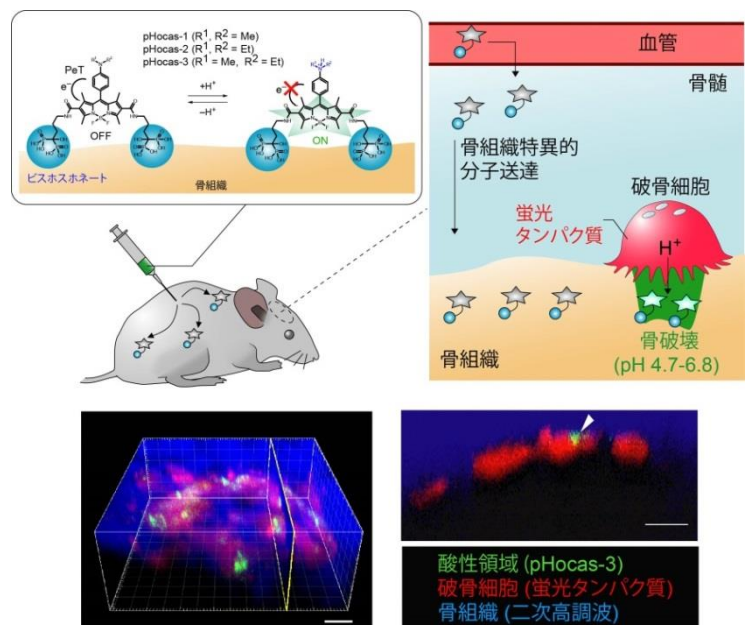 pHocas-1 (R¹, R² = Me)
pHocas-2 (R¹, R² = Et)
pHocas-3 (R¹ = Me, R² = Et)
PeT
e⁻
+H⁺
–H⁺
e⁻
OFF
ON
ビスホスホネート
骨組織
血管
骨髄
骨組織特異的
分子送達
破骨細胞
蛍光
タンパク質
H⁺
骨組織
骨破壊
(pH 4.7-6.8)
酸性領域 (pHocas-3)
破骨細胞 (蛍光タンパク質)
骨組織 (二次高調波)